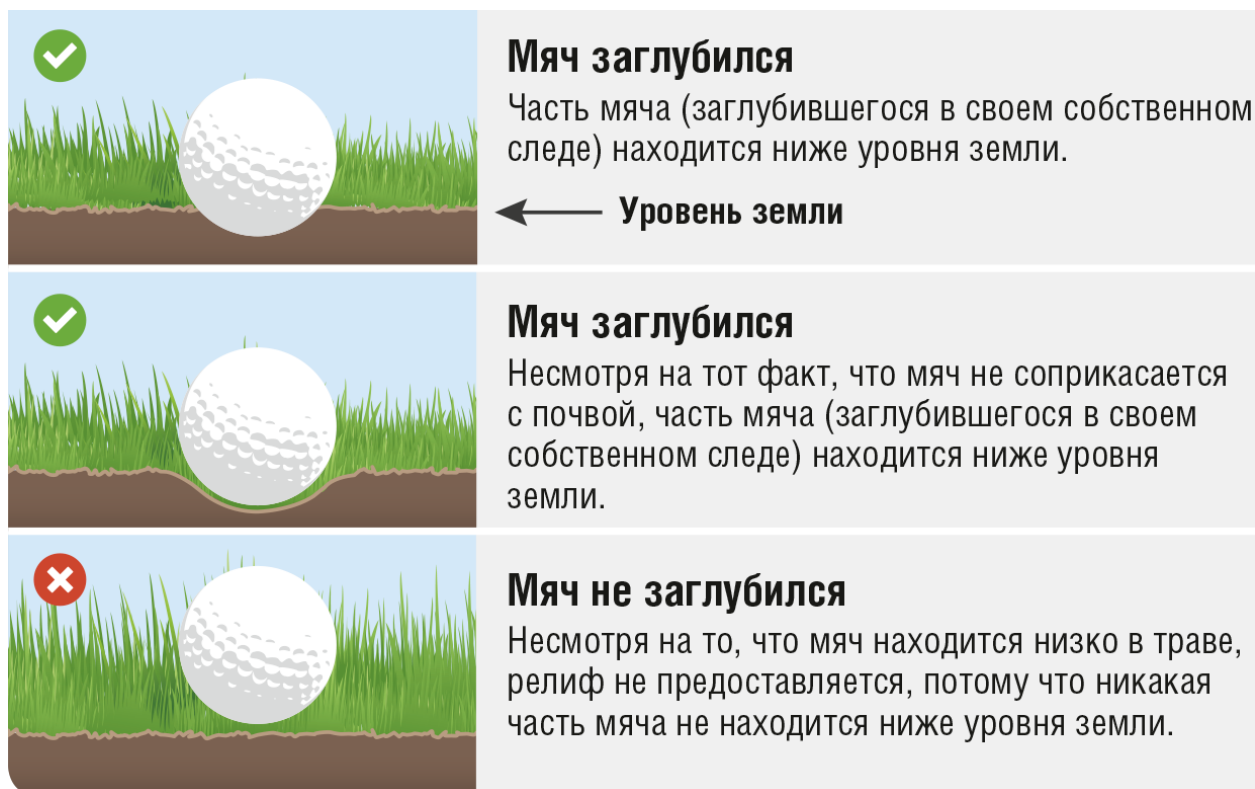 Мяч заглубился
Часть мяча (заглубившегося в своем собственном
следе) находится ниже уровня земли.
Уровень земли
Мяч заглубился
Несмотря на тот факт, что мяч не соприкасается
с почвой, часть мяча (заглубившегося в своем
собственном следе) находится ниже уровня
земли.
Мяч не заглубился
Несмотря на то, что мяч находится низко в траве,
релиф не предоставляется, потому что никакая
часть мяча не находится ниже уровня земли.